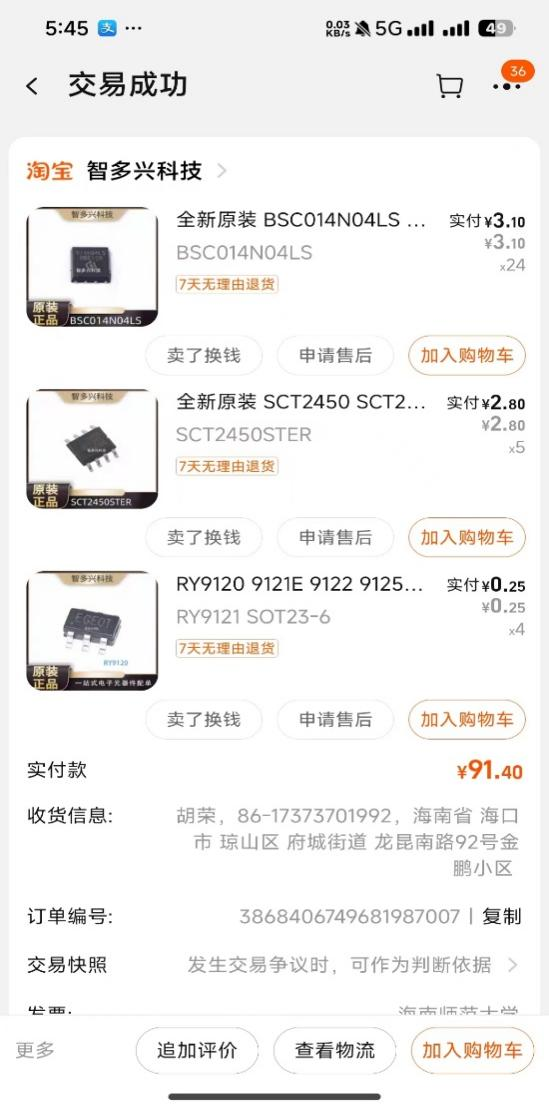 5:45 支 ··· 0.03 KB/s 5G 49
交易成功 36
淘宝 智多兴科技
智多兴科技
原装
正品 BSC014N04LS
全新原装 BSC014N04LS ... 实付¥3.10
BSC014N04LS ¥3.10
x24
7天无理由退货
卖了换钱 申请售后 加入购物车
智多兴科技
原装
正品 SCT2450STER
全新原装 SCT2450 SCT2... 实付¥2.80
SCT2450STER ¥2.80
x5
7天无理由退货
卖了换钱 申请售后 加入购物车
智多兴科技
EGEOT
RY9120
原装
正品 一站式电子元器件配单
RY9120 9121E 9122 9125... 实付¥0.25
RY9121 SOT23-6 ¥0.25
x4
7天无理由退货
卖了换钱 申请售后 加入购物车
实付款 ¥91.40
收货信息: 胡荣，86-17373701992，海南省 海口
市 琼山区 府城街道 龙昆南路92号金
鹏小区
订单编号: 3868406749681987007 | 复制
交易快照 发生交易争议时，可作为判断依据
发票: 海南师范大学
更多 追加评价 查看物流 加入购物车